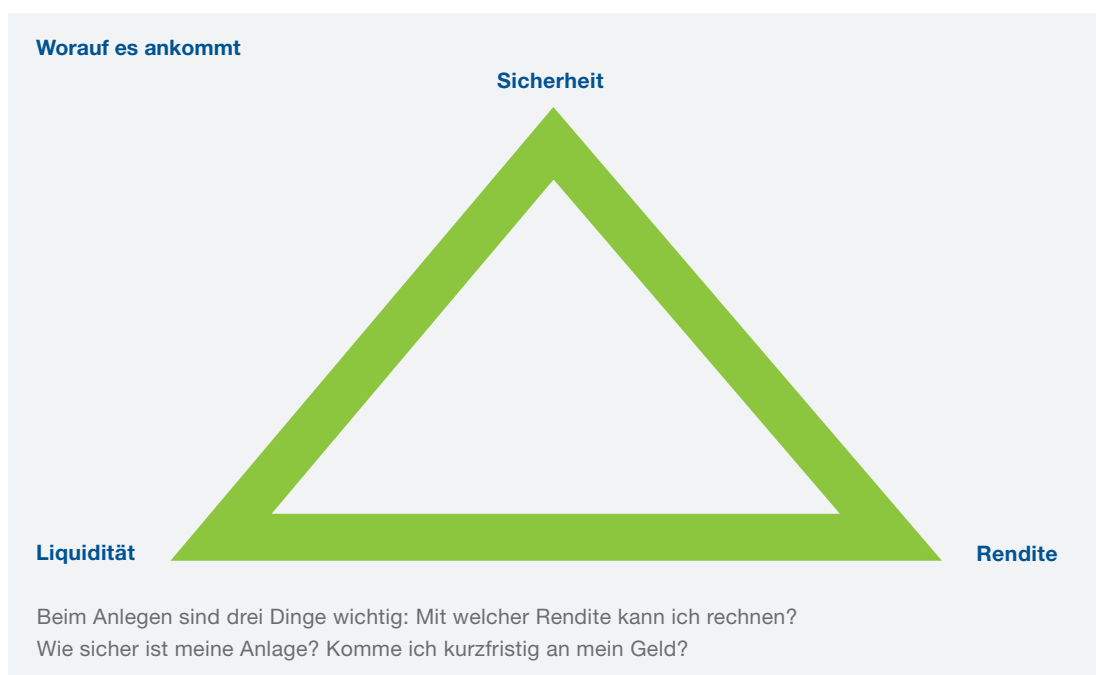 Worauf es ankommt
Sicherheit
Liquidität
Rendite
Beim Anlegen sind drei Dinge wichtig: Mit welcher Rendite kann ich rechnen?
Wie sicher ist meine Anlage? Komme ich kurzfristig an mein Geld?